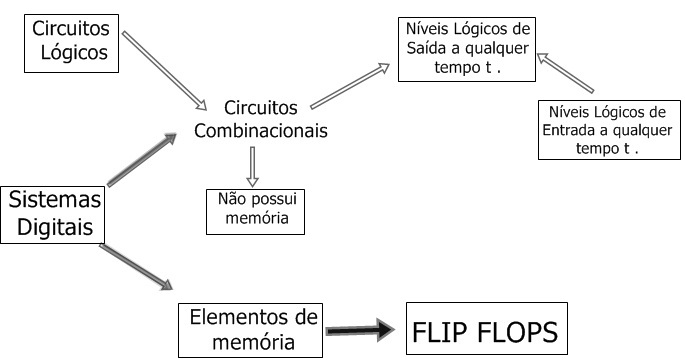 Circuitos
Lógicos
Níveis Lógicos de
Saída a qualquer
tempo t .
Circuitos
Combinacionais
Níveis Lógicos de
Entrada a qualquer
tempo t .
Sistemas
Digitais
Não possui
memória
Elementos de
memória
FLIP FLOPS